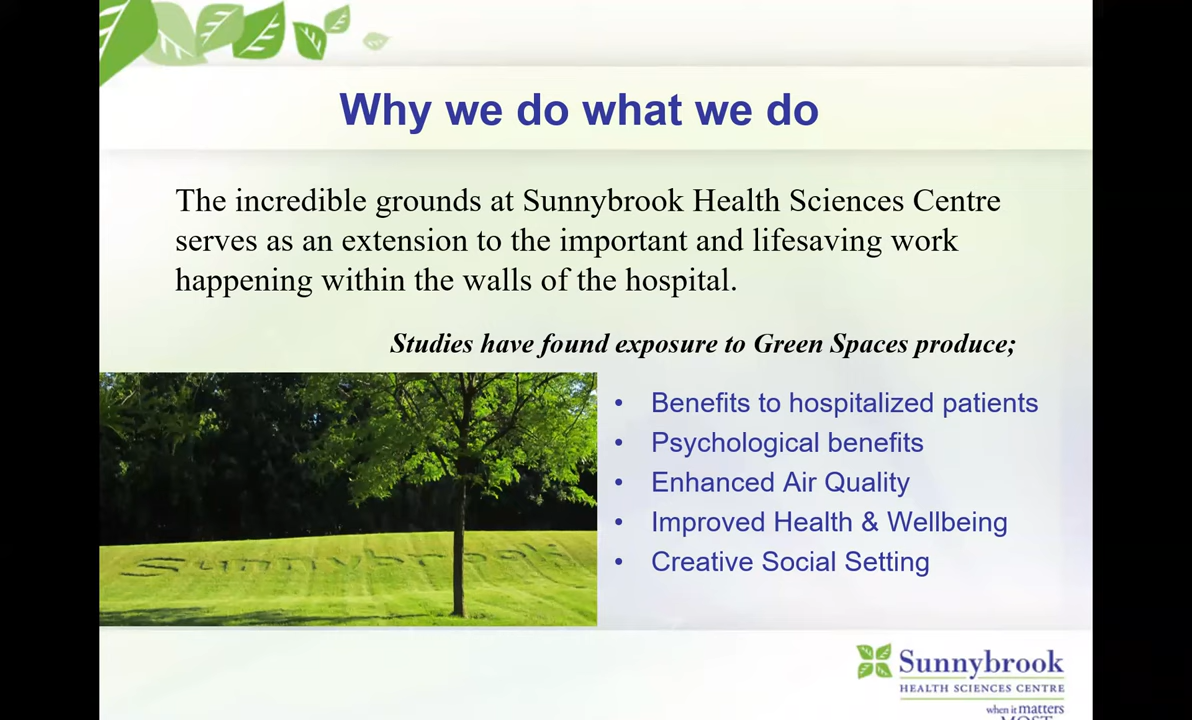 Why we do what we do
The incredible grounds at Sunnybrook Health Sciences Centre
serves as an extension to the important and lifesaving work
happening within the walls of the hospital.
Studies have found exposure to Green Spaces produce;
• Benefits to hospitalized patients
• Psychological benefits
• Enhanced Air Quality
• Improved Health & Wellbeing
• Creative Social Setting
Sunnybrook
Sunnybrook
HEALTH SCIENCES CENTRE
when it matters
MOST